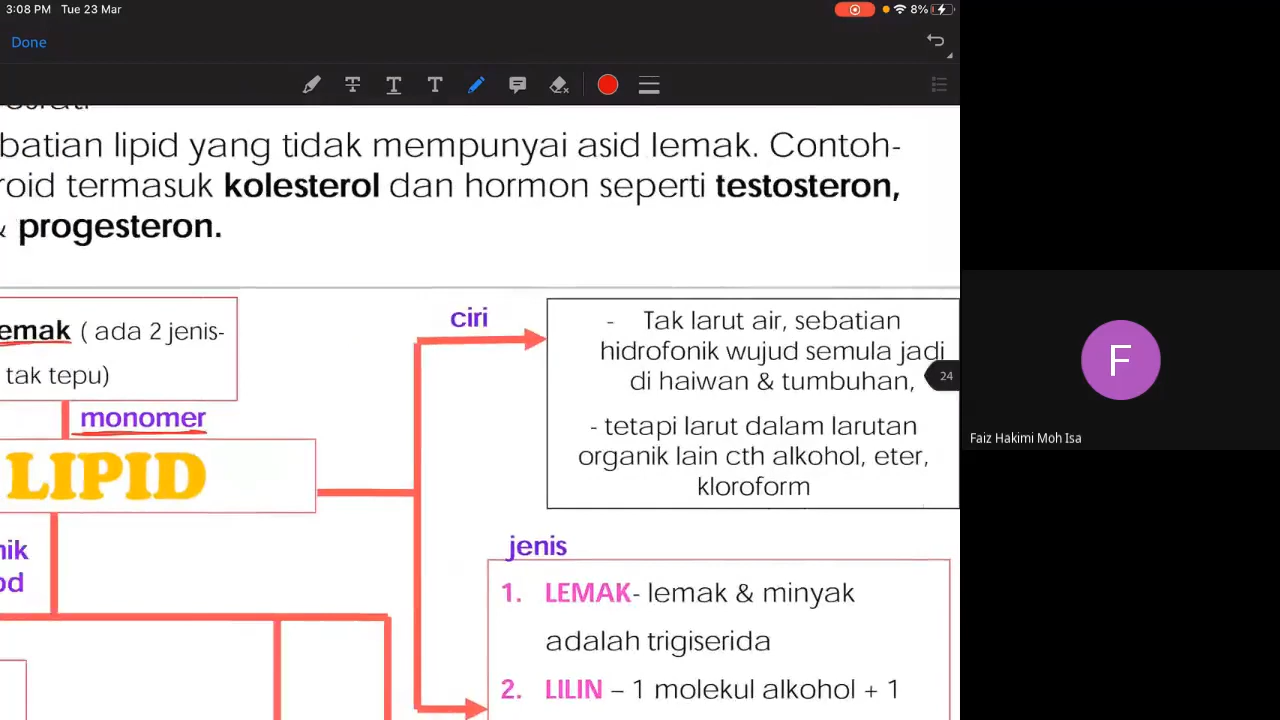 3:08 PM Tue 23 Mar
8%
Done
batian lipid yang tidak mempunyai asid lemak. Contoh-
roid termasuk kolesterol dan hormon seperti testosteron,
& progesteron.
emak ( ada 2 jenis-
tak tepu)
monomer
LIPID
ciri
- Tak larut air, sebatian
hidrofonik wujud semula jadi
di haiwan & tumbuhan,
- tetapi larut dalam larutan
organik lain cth alkohol, eter,
kloroform
24
jenis
1. LEMAK- lemak & minyak
adalah trigiserida
2. LILIN – 1 molekul alkohol + 1
F
Faiz Hakimi Moh Isa